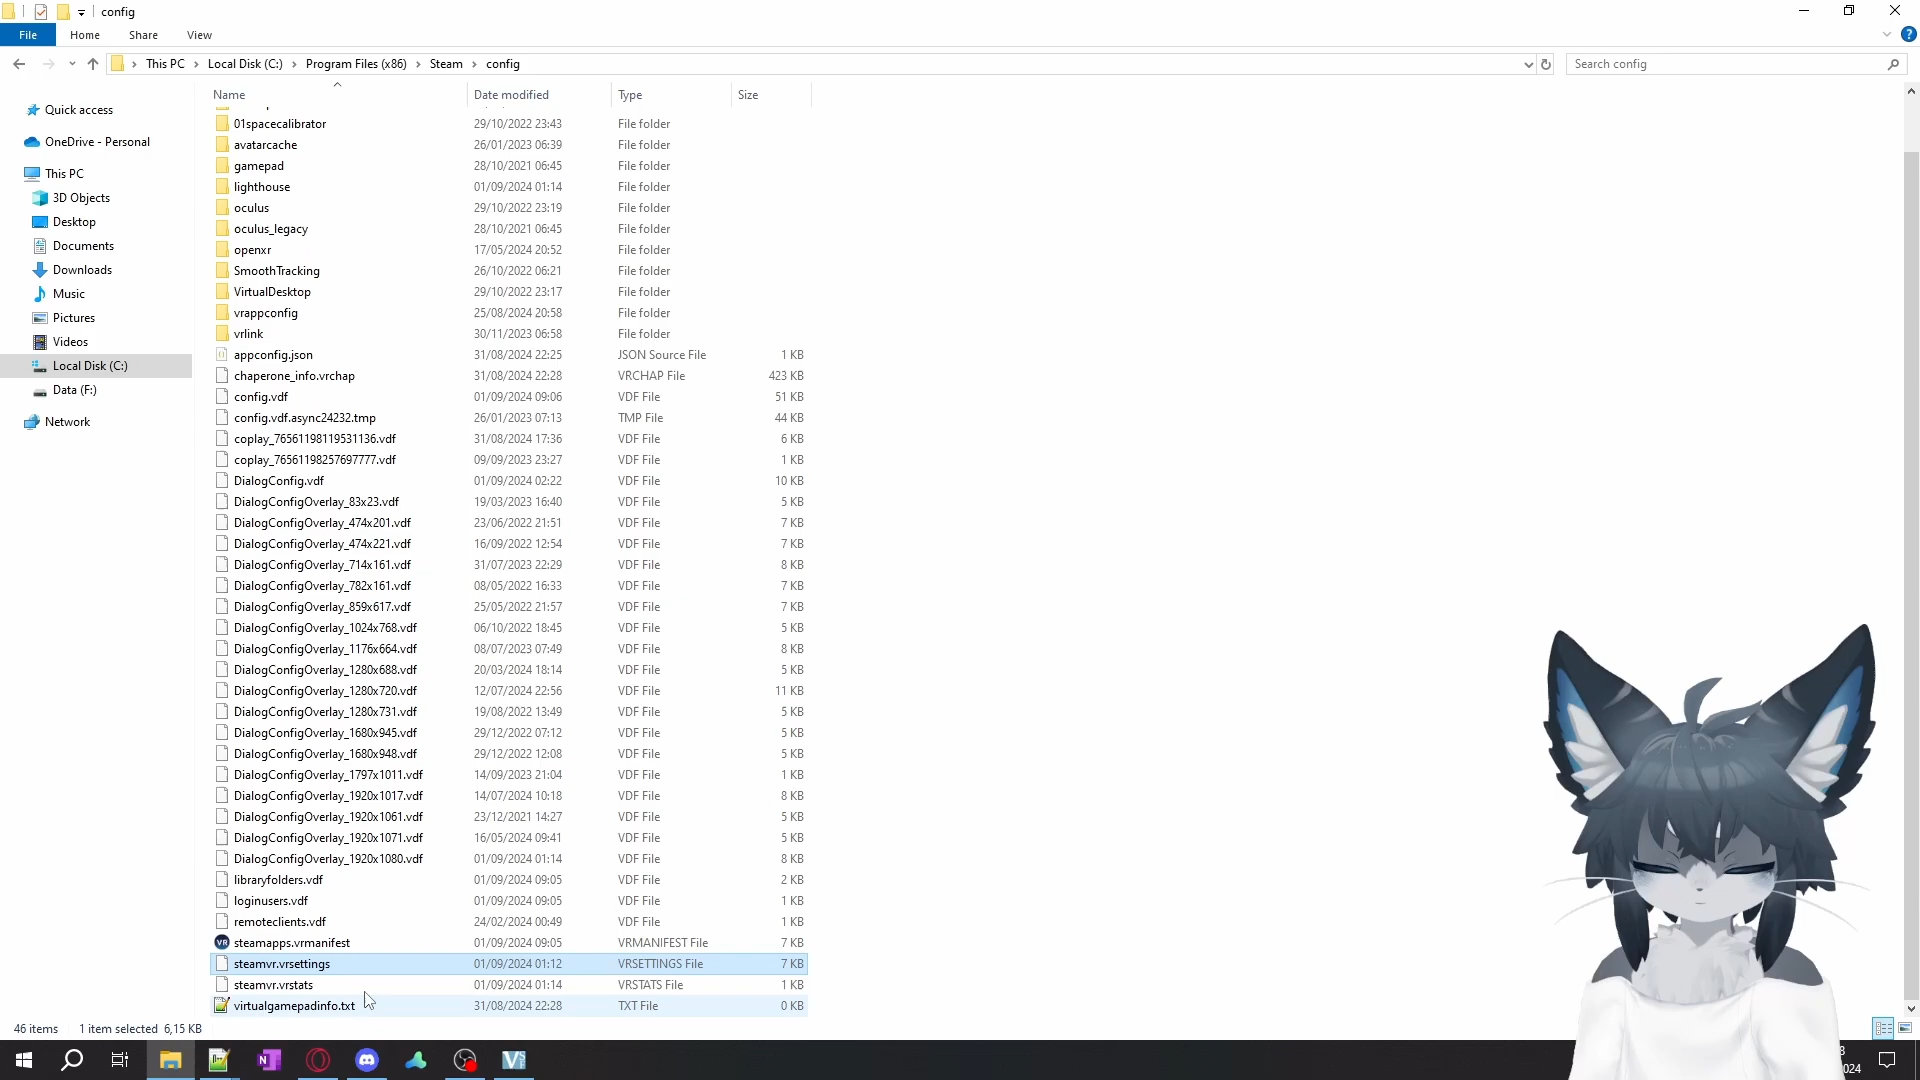 config
File
Home
Share
View
This PC
Local Disk (C:)
Program Files (x86)
Steam
config
Search config
Name
Date modified
Type
Size
Quick access
OneDrive - Personal
This PC
3D Objects
Desktop
Documents
Downloads
Music
Pictures
Videos
Local Disk (C:)
Data (F:)
Network
01spacecalibrator 29/10/2022 23:43 File folder
avatarcache 26/01/2023 06:39 File folder
gamepad 28/10/2021 06:45 File folder
lighthouse 01/09/2024 01:14 File folder
oculus 29/10/2022 23:19 File folder
oculus_legacy 28/10/2021 06:45 File folder
openxr 17/05/2024 20:52 File folder
SmoothTracking 26/10/2022 06:21 File folder
VirtualDesktop 29/10/2022 23:17 File folder
vrappconfig 25/08/2024 20:58 File folder
vrlink 30/11/2023 06:58 File folder
appconfig.json 31/08/2024 22:25 JSON Source File 1 KB
chaperone_info.vrchap 31/08/2024 22:28 VRCHAP File 423 KB
config.vdf 01/09/2024 09:06 VDF File 51 KB
config.vdf.async24232.tmp 26/01/2023 07:13 TMP File 44 KB
coplay_76561198119531136.vdf 31/08/2024 17:36 VDF File 6 KB
coplay_76561198257697777.vdf 09/09/2023 23:27 VDF File 1 KB
DialogConfig.vdf 01/09/2024 02:22 VDF File 10 KB
DialogConfigOverlay_83x23.vdf 19/03/2023 16:40 VDF File 5 KB
DialogConfigOverlay_474x201.vdf 23/06/2022 21:51 VDF File 7 KB
DialogConfigOverlay_474x221.vdf 16/09/2022 12:54 VDF File 7 KB
DialogConfigOverlay_714x161.vdf 31/07/2023 22:29 VDF File 8 KB
DialogConfigOverlay_782x161.vdf 08/05/2022 16:33 VDF File 7 KB
DialogConfigOverlay_859x617.vdf 25/05/2022 21:57 VDF File 7 KB
DialogConfigOverlay_1024x768.vdf 06/10/2022 18:45 VDF File 5 KB
DialogConfigOverlay_1176x664.vdf 08/07/2023 07:49 VDF File 8 KB
DialogConfigOverlay_1280x688.vdf 20/03/2024 18:14 VDF File 5 KB
DialogConfigOverlay_1280x720.vdf 12/07/2024 22:56 VDF File 11 KB
DialogConfigOverlay_1280x731.vdf 19/08/2022 13:49 VDF File 5 KB
DialogConfigOverlay_1680x945.vdf 29/12/2022 07:12 VDF File 5 KB
DialogConfigOverlay_1680x948.vdf 29/12/2022 12:08 VDF File 5 KB
DialogConfigOverlay_1797x1011.vdf 14/09/2023 21:04 VDF File 1 KB
DialogConfigOverlay_1920x1017.vdf 14/07/2024 10:18 VDF File 8 KB
DialogConfigOverlay_1920x1061.vdf 23/12/2021 14:27 VDF File 5 KB
DialogConfigOverlay_1920x1071.vdf 16/05/2024 09:41 VDF File 5 KB
DialogConfigOverlay_1920x1080.vdf 01/09/2024 01:14 VDF File 8 KB
libraryfolders.vdf 01/09/2024 09:05 VDF File 2 KB
loginusers.vdf 01/09/2024 09:05 VDF File 1 KB
remoteclients.vdf 24/02/2024 00:49 VDF File 1 KB
VR steamapps.vrmanifest 01/09/2024 09:05 VRMANIFEST File 7 KB
steamvr.vrsettings 01/09/2024 01:12 VRSETTINGS File 7 KB
steamvr.vrstats 01/09/2024 01:14 VRSTATS File 1 KB
virtualgamepadinfo.txt 31/08/2024 22:28 TXT File 0 KB
46 items 1 item selected 6,15 KB